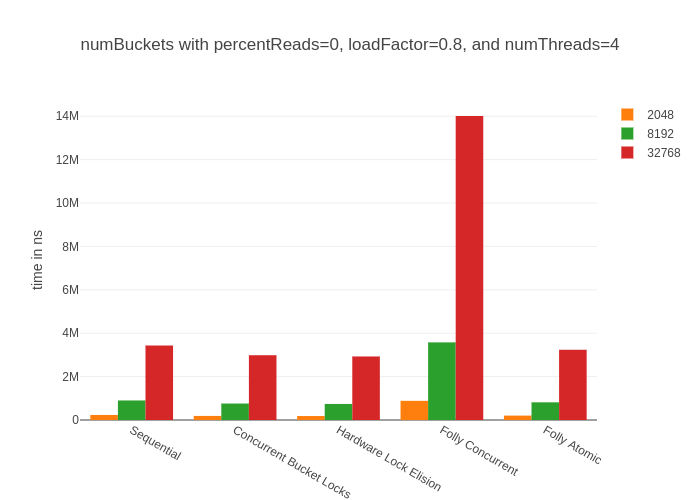 numBuckets with percentReads=0, loadFactor=0.8, and numThreads=4
2048
8192
32768
time in ns
14M
12M
10M
8M
6M
4M
2M
0
Sequential
Concurrent Bucket Locks
Hardware Lock Elision
Folly Concurrent
Folly Atomic